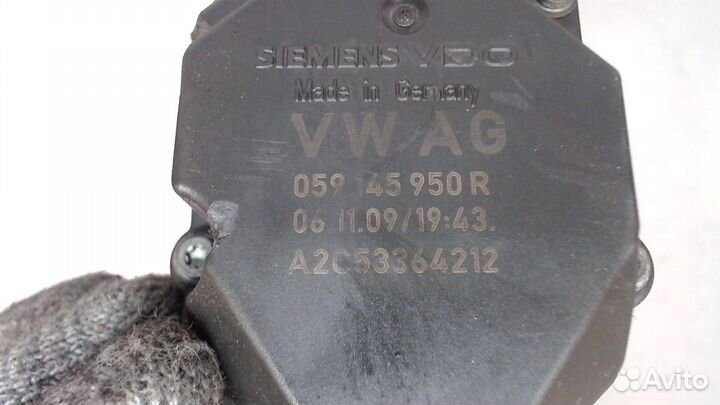 SIEMENS VDO
Made in Germany
VW AG
059 145 950 R
06 11.09/19:43.
A2C53364212
Avito